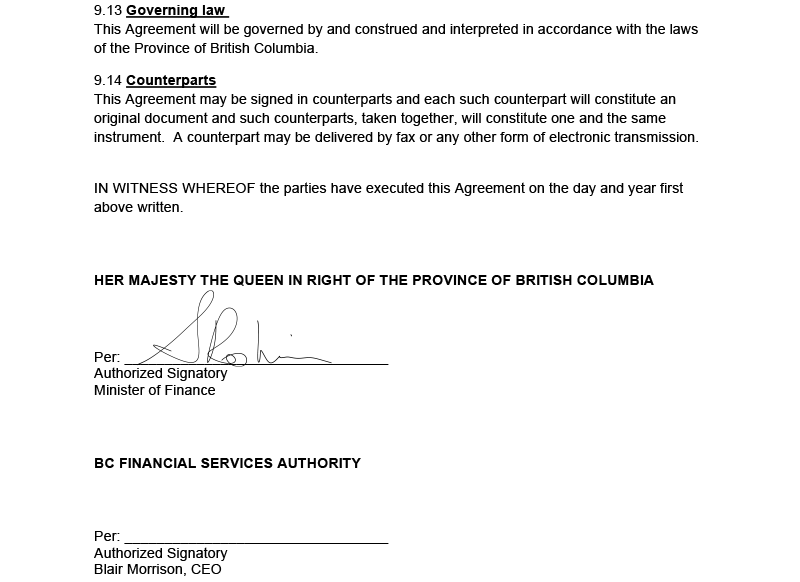 9.13 Governing law
This Agreement will be governed by and construed and interpreted in accordance with the laws
of the Province of British Columbia.
9.14 Counterparts
This Agreement may be signed in counterparts and each such counterpart will constitute an
original document and such counterparts, taken together, will constitute one and the same
instrument.  A counterpart may be delivered by fax or any other form of electronic transmission.
IN WITNESS WHEREOF the parties have executed this Agreement on the day and year first
above written.
HER MAJESTY THE QUEEN IN RIGHT OF THE PROVINCE OF BRITISH COLUMBIA
Per:
Authorized Signatory
Minister of Finance
BC FINANCIAL SERVICES AUTHORITY
Per:
Authorized Signatory
Blair Morrison, CEO